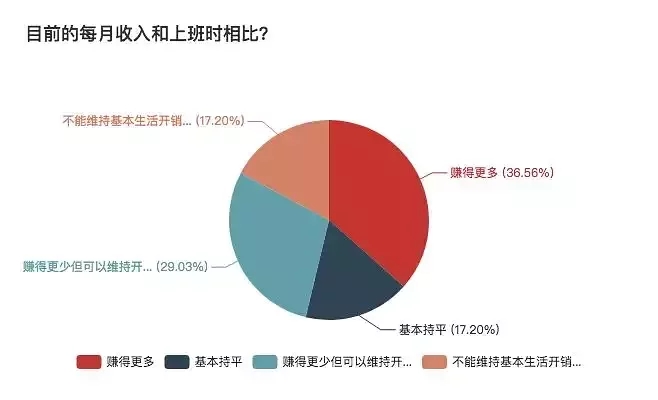 目前的每月收入和上班时相比?
不能维持基本生活开销... (17.20%)
赚得更多 (36.56%)
赚得更少但可以维持开... (29.03%)
基本持平 (17.20%)
赚得更多 基本持平 赚得更少但可以维持开... 不能维持基本生活开销...